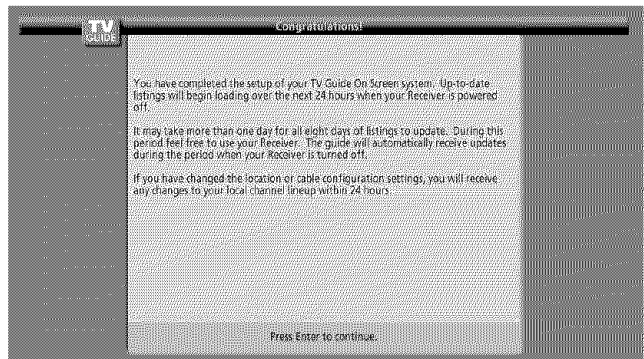 TV
GUIDE
Congratulations!
You have completed the setup of your TV Guide On Screen system. Up-to-date
listings will begin loading over the next 24 hours when your Receiver is powered
off.
It may take more than one day for all eight days of listings to update. During this
period feel free to use your Receiver. The guide will automatically receive updates
during the period when your Receiver is turned off.
If you have changed the location or cable configuration settings, you will receive
any changes to your local channel lineup within 24 hours.
Press Enter to continue.